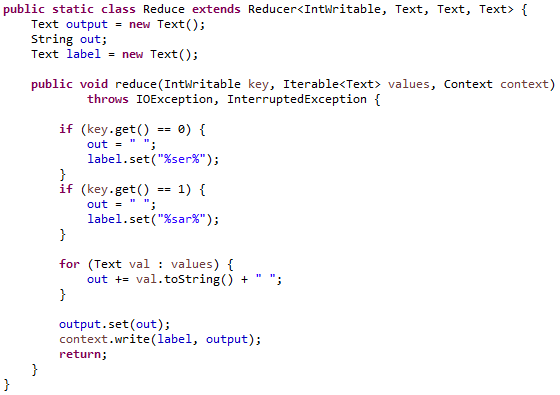 public static class Reduce extends Reducer<IntWritable, Text, Text, Text> {
    Text output = new Text();
    String out;
    Text label = new Text();

    public void reduce(IntWritable key, Iterable<Text> values, Context context)
            throws IOException, InterruptedException {

        if (key.get() == 0) {
            out = " ";
            label.set("%ser%");
        }
        if (key.get() == 1) {
            out = " ";
            label.set("%sar%");
        }

        for (Text val : values) {
            out += val.toString() + " ";
        }

        output.set(out);
        context.write(label, output);
        return;
    }
}